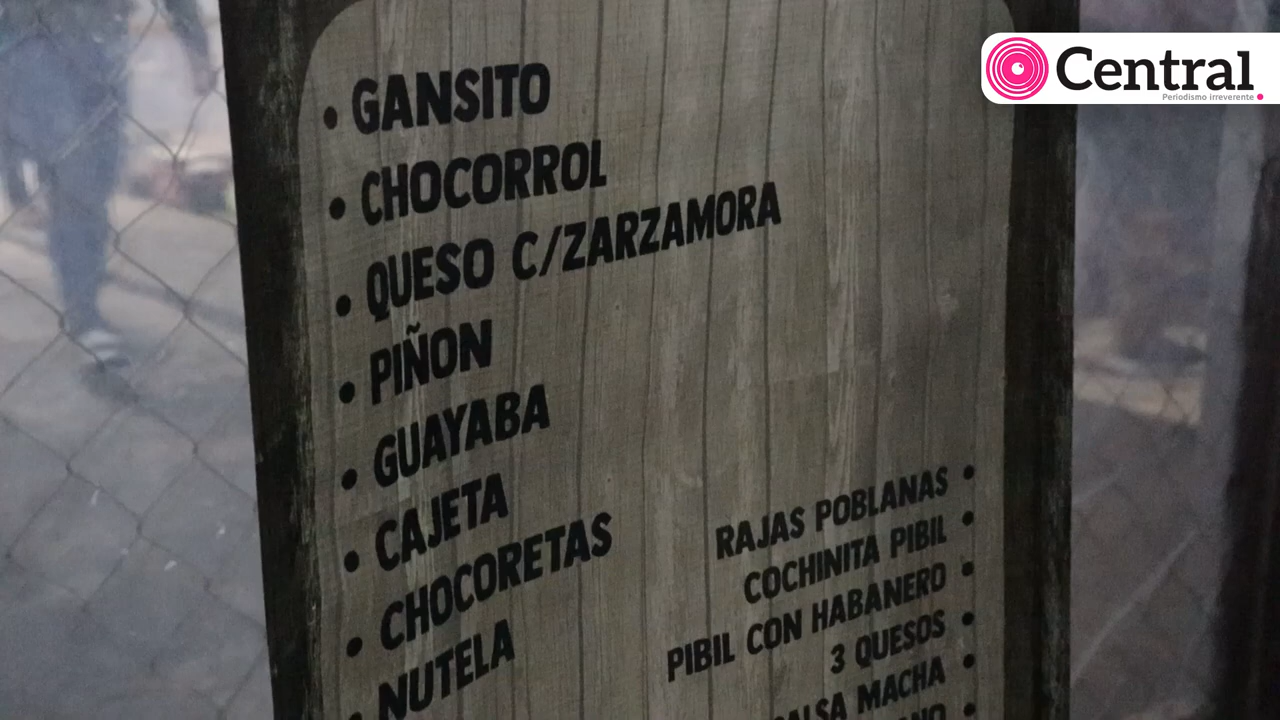 Central
Periodismo irreverente
• GANSITO
• CHOCORROL
• QUESO C/ZARZAMORA
• PIÑON
• GUAYABA
• CAJETA
• CHOCORETAS
• NUTELA
RAJAS POBLANAS •
COCHINITA PIBIL •
PIBIL CON HABANERO •
3 QUESOS •
SALSA MACHA •